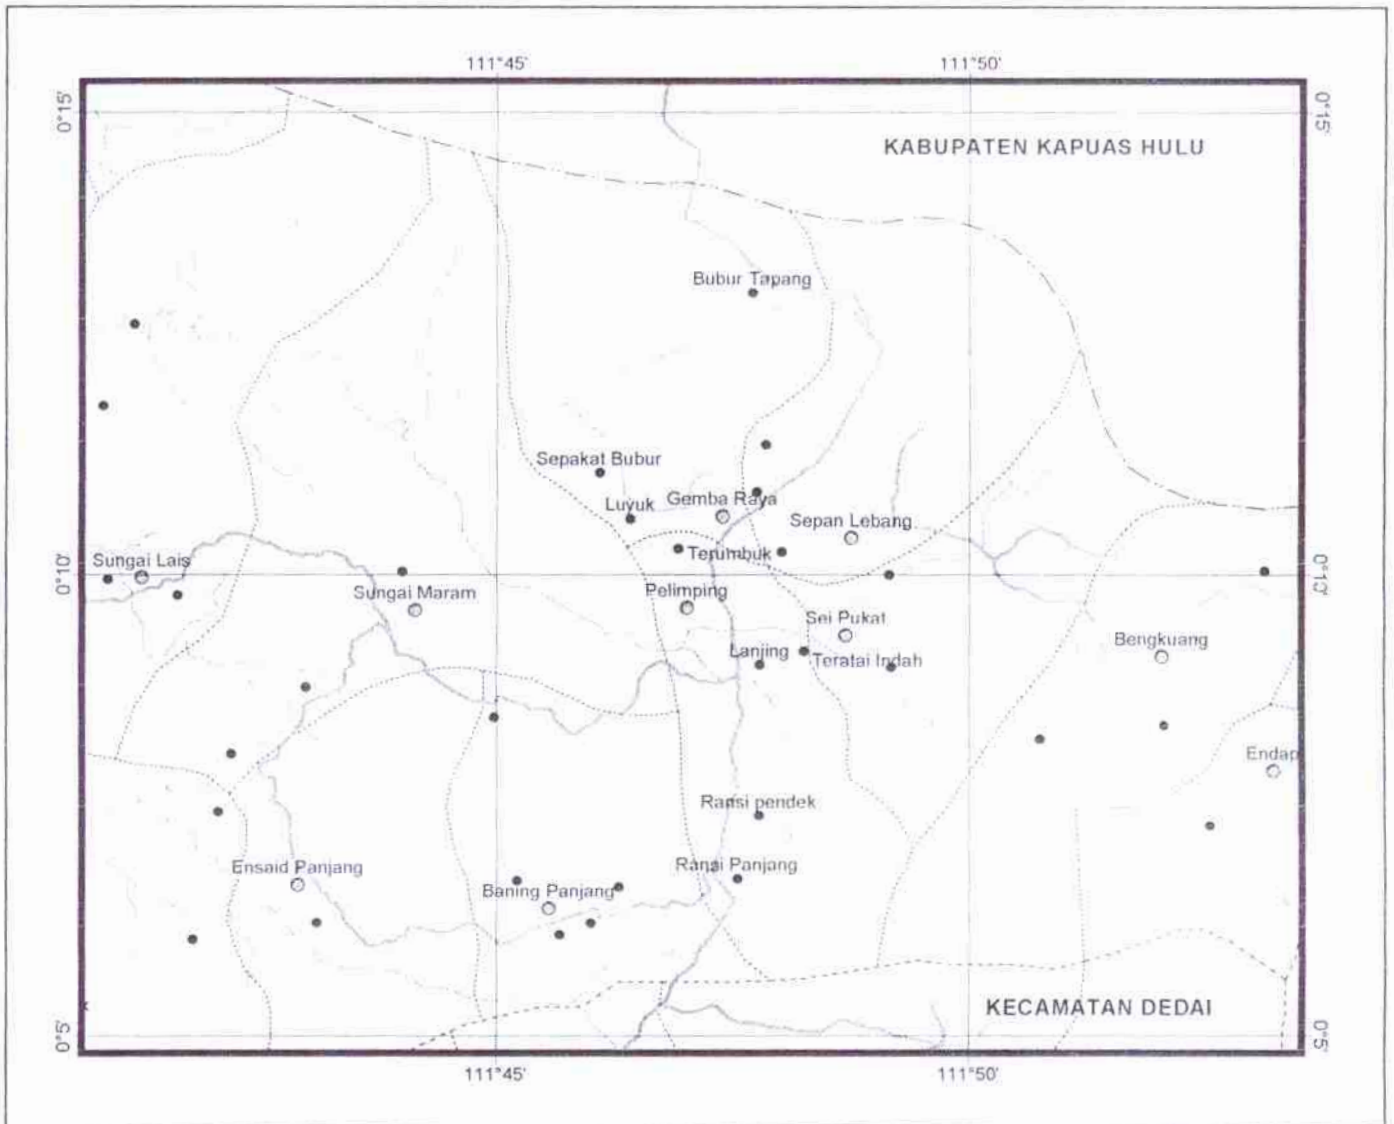 111°45'
111°50'
0°15'
0°15'
KABUPATEN KAPUAS HULU
Bubur Tapang
Sepakat Bubur
Luyuk
Gemba Raya
Sepan Lebang
Terumbuk
Sungai Lais
0°10'
0°10'
Sungai Maram
Pelimping
Sei Pukat
Lanjing
Teratai Indah
Bengkuang
Endap
Ransi pendek
Ensaid Panjang
Baning Panjang
Ransi Panjang
KECAMATAN DEDAI
0°5'
0°5'
111°45'
111°50'